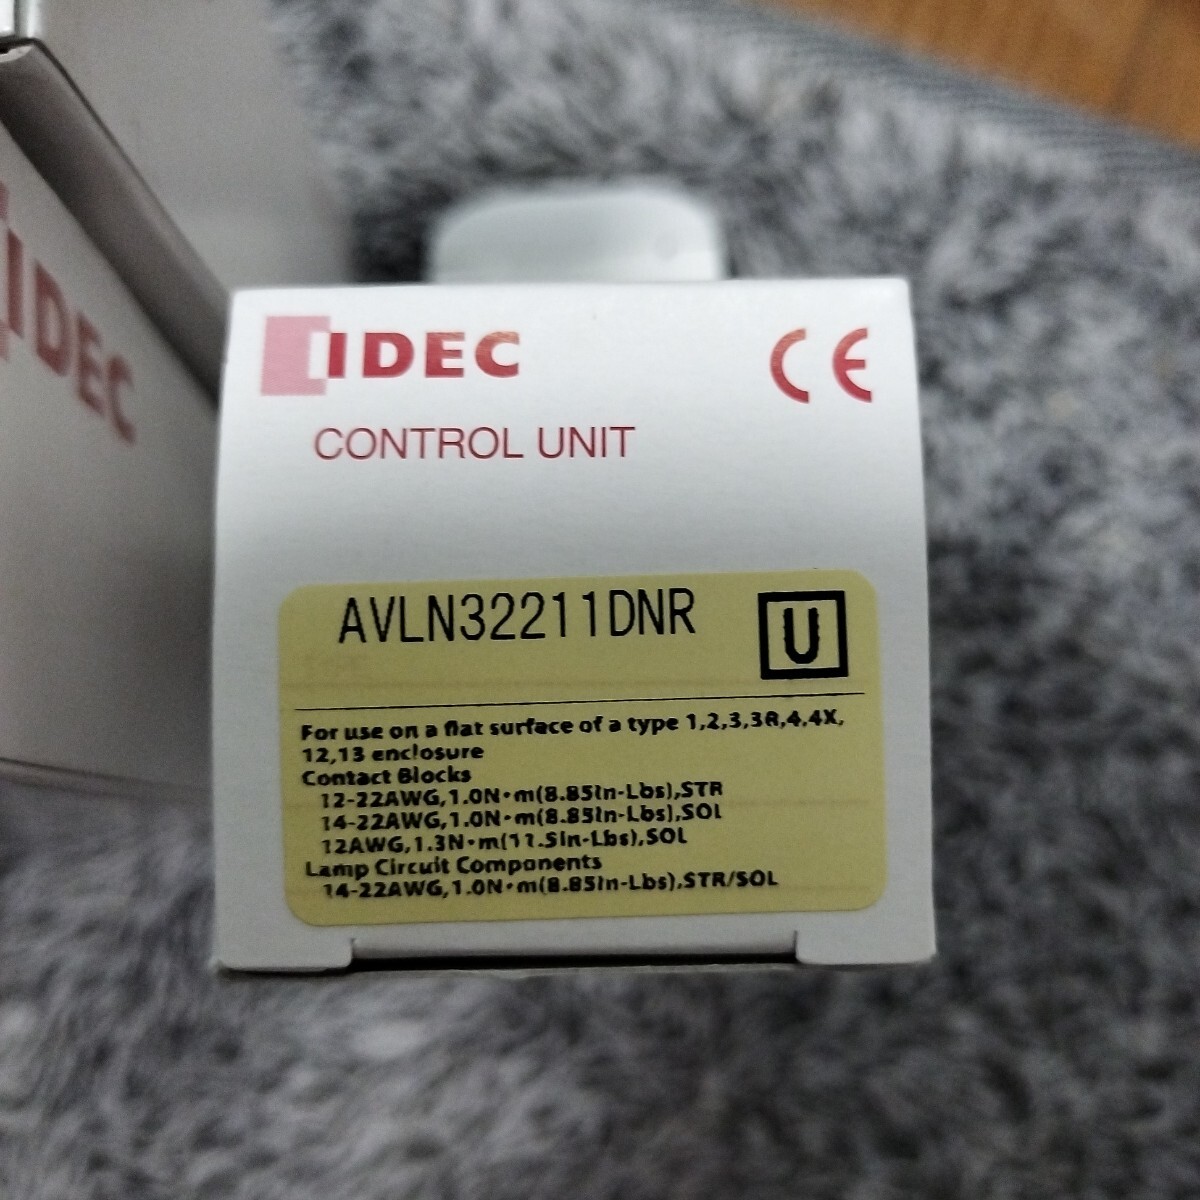 IDEC
IDEC
CE
CONTROL UNIT
AVLN32211DNR
U
For use on a flat surface of a type 1,2,3,3R,4,4X,
12,13 enclosure
Contact Blocks
12-22AWG,1.0N·m(8.85In-Lbs),STR
14-22AWG,1.0N·m(8.85In-Lbs),SOL
12AWG,1.3N·m(11.5In-Lbs),SOL
Lamp Circuit Components
14-22AWG,1.0N·m(8.85In-Lbs),STR/SOL